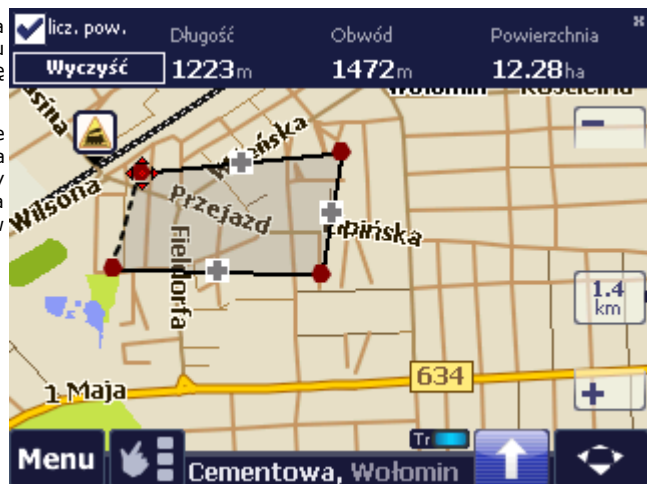 a
u
ę
e
a
y
a
w
licz. pow.
Długość
Obwód
Powierzchnia
Wyczyść
1223m
1472m
12.28ha
Wołomin
Kościelna
Wilsona
Przejazd
Fieldorfa
1.4
km
634
1 Maja
Tr
Menu
Cementowa, Wołomin